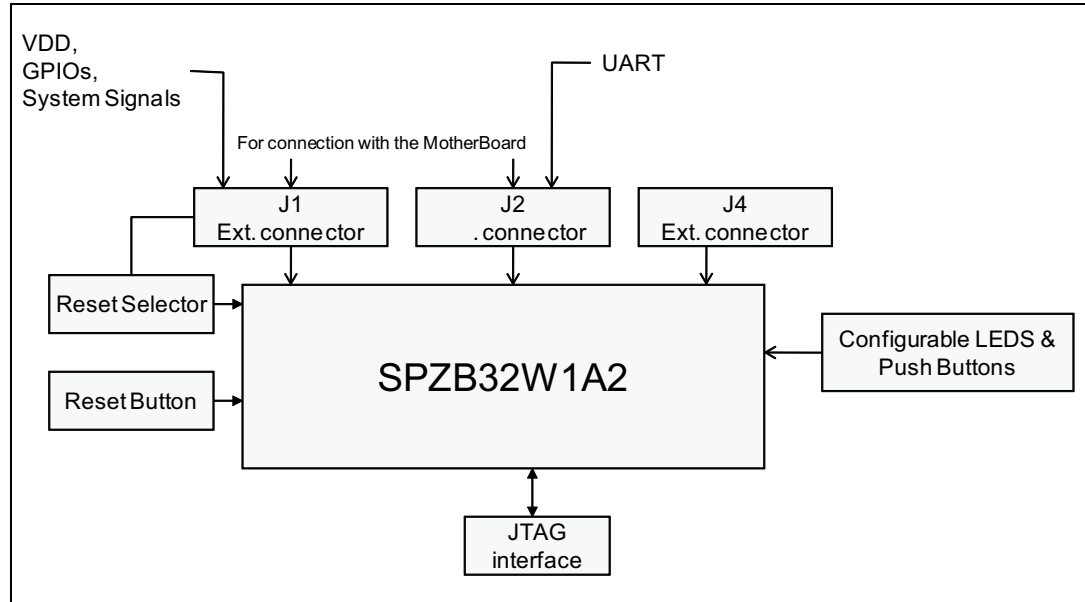 VDD,
GPIOs,
System Signals
UART
For connection with the MotherBoard
J1
Ext. connector
J2
. connector
J4
Ext. connector
Reset Selector
Configurable LEDS &
Push Buttons
SPZB32W1A2
Reset Button
JTAG
interface